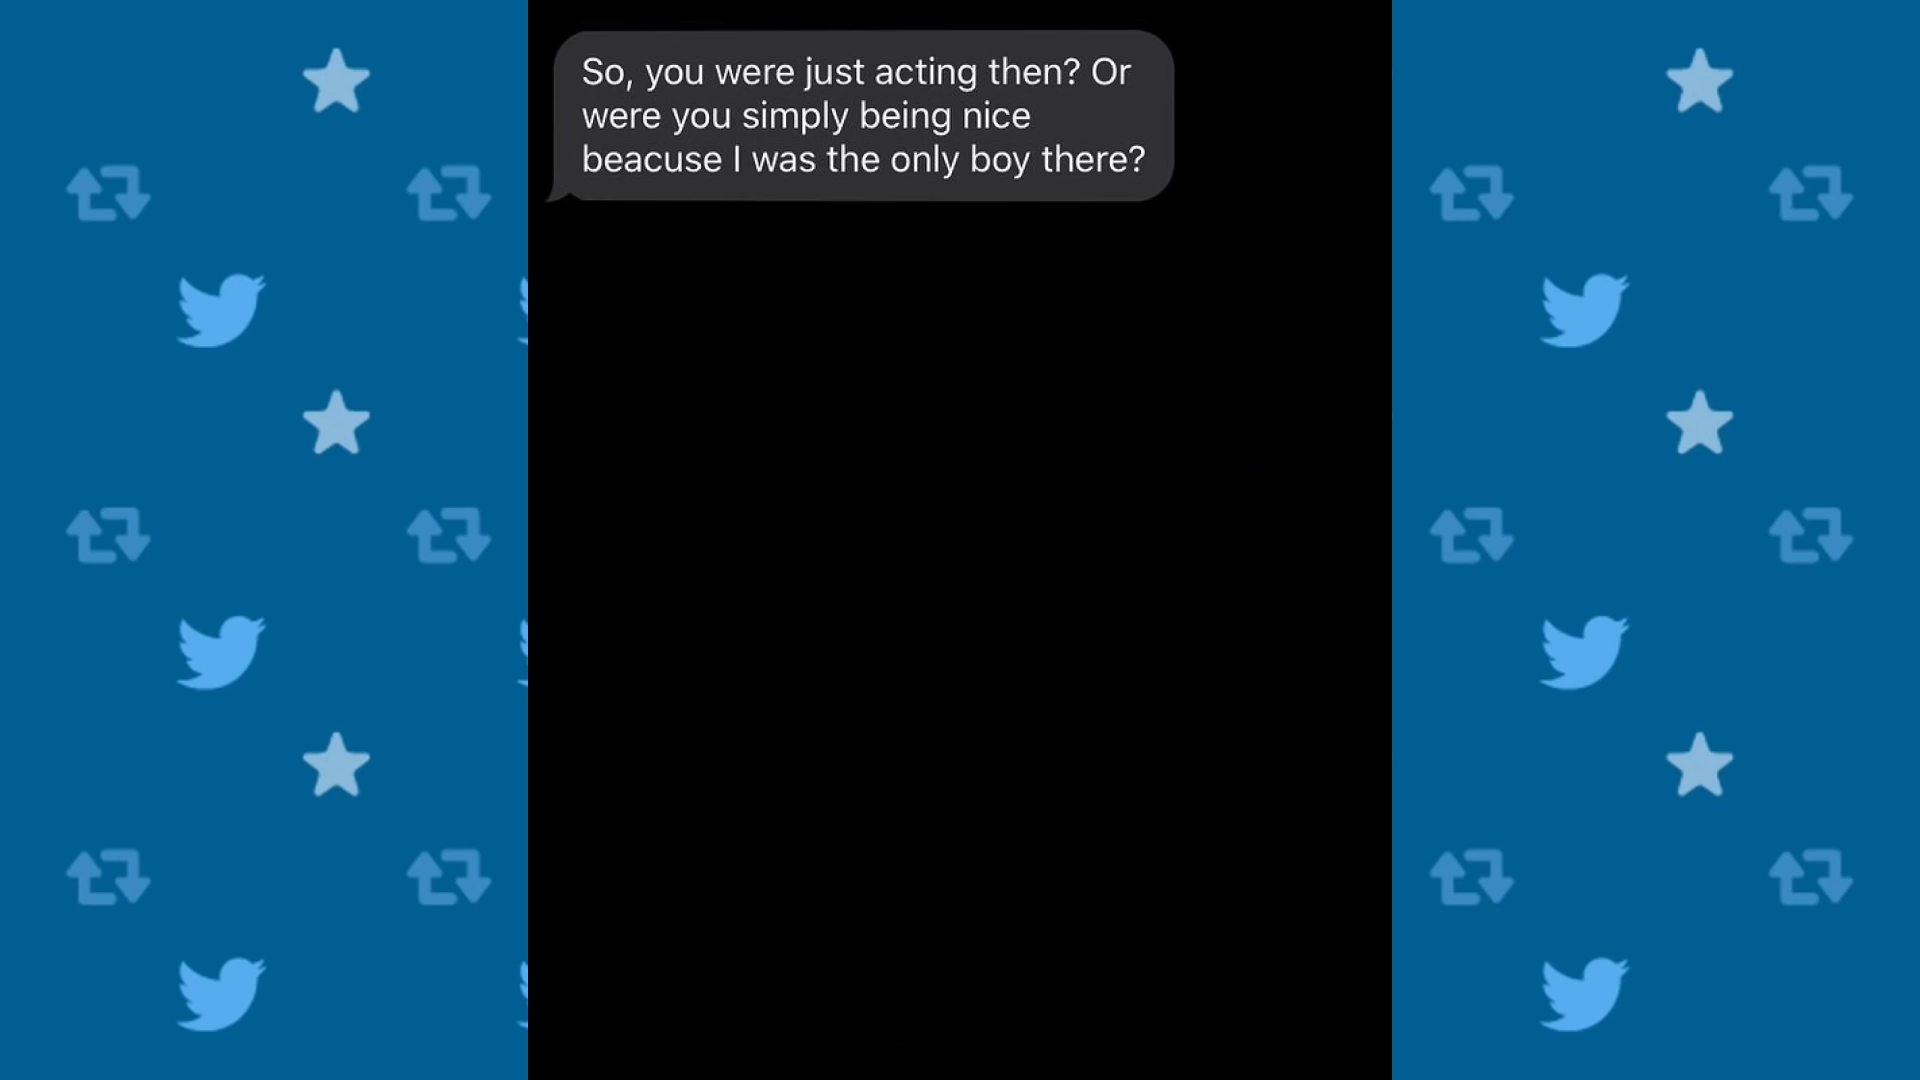 So, you were just acting then? Or
were you simply being nice
beacuse I was the only boy there?